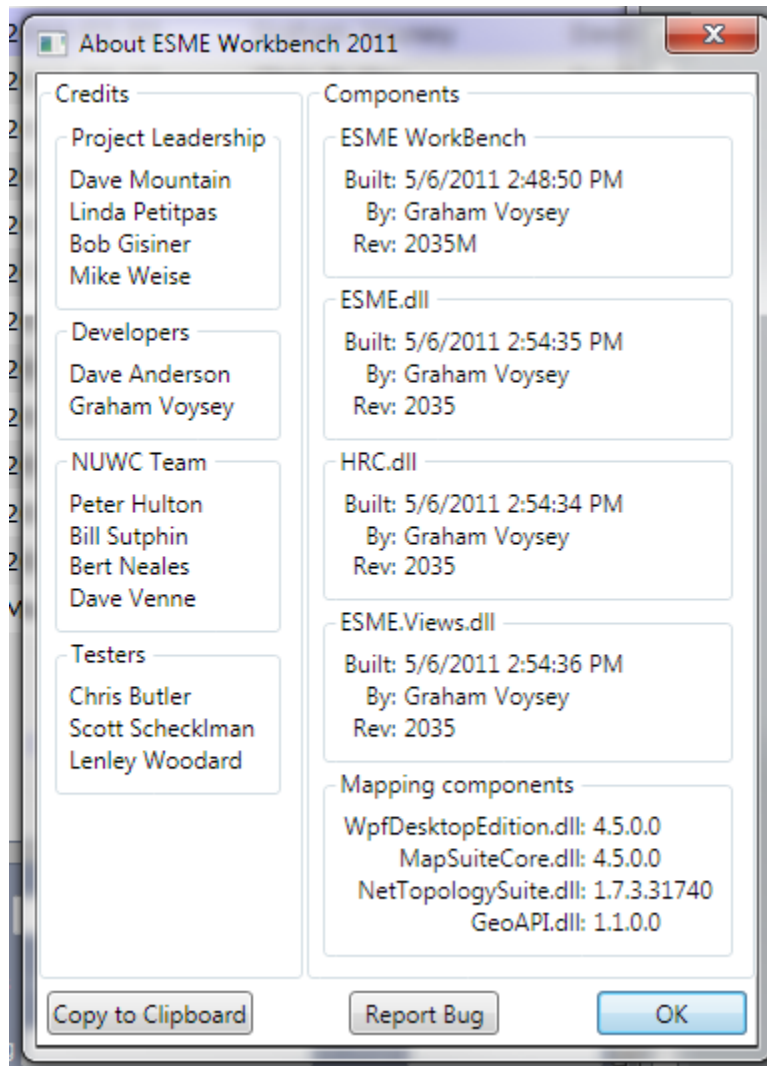 About ESME Workbench 2011
Credits
Project Leadership
Dave Mountain
Linda Petitpas
Bob Gisiner
Mike Weise
Developers
Dave Anderson
Graham Voysey
NUWC Team
Peter Hulton
Bill Sutphin
Bert Neales
Dave Venne
Testers
Chris Butler
Scott Schecklman
Lenley Woodard
Components
ESME WorkBench
Built: 5/6/2011 2:48:50 PM
By: Graham Voysey
Rev: 2035M
ESME.dll
Built: 5/6/2011 2:54:35 PM
By: Graham Voysey
Rev: 2035
HRC.dll
Built: 5/6/2011 2:54:34 PM
By: Graham Voysey
Rev: 2035
ESME.Views.dll
Built: 5/6/2011 2:54:36 PM
By: Graham Voysey
Rev: 2035
Mapping components
WpfDesktopEdition.dll: 4.5.0.0
MapSuiteCore.dll: 4.5.0.0
NetTopologySuite.dll: 1.7.3.31740
GeoAPI.dll: 1.1.0.0
Copy to Clipboard
Report Bug
OK